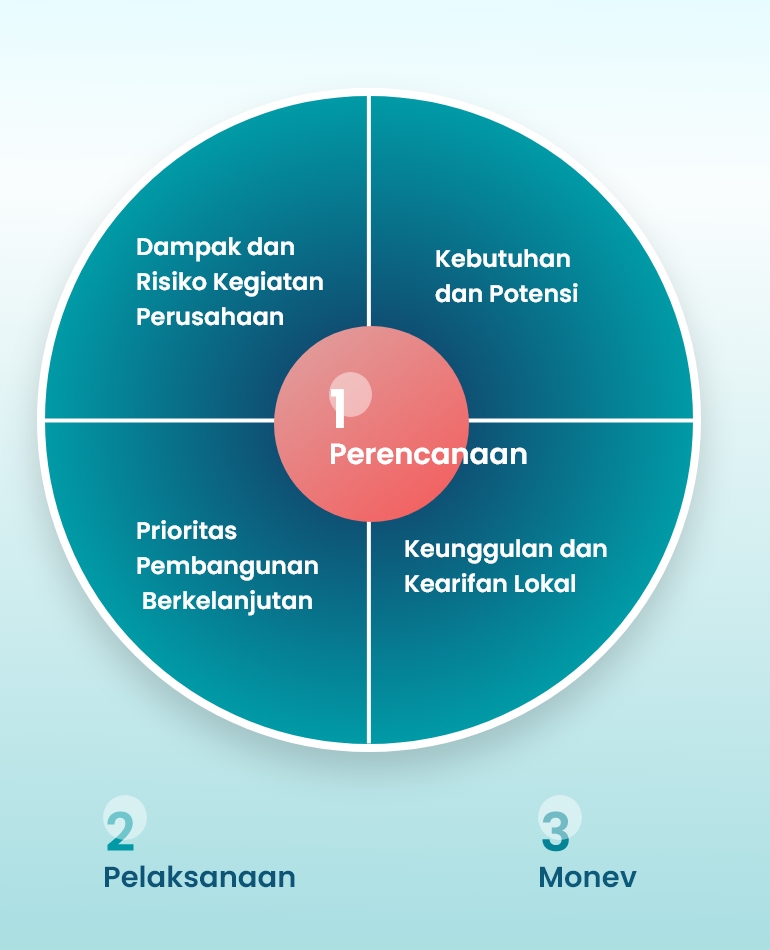 Dampak dan
Risiko Kegiatan
Perusahaan
Kebutuhan
dan Potensi
1
Perencanaan
Prioritas
Pembangunan
Berkelanjutan
Keunggulan dan
Kearifan Lokal
2
Pelaksanaan
3
Monev